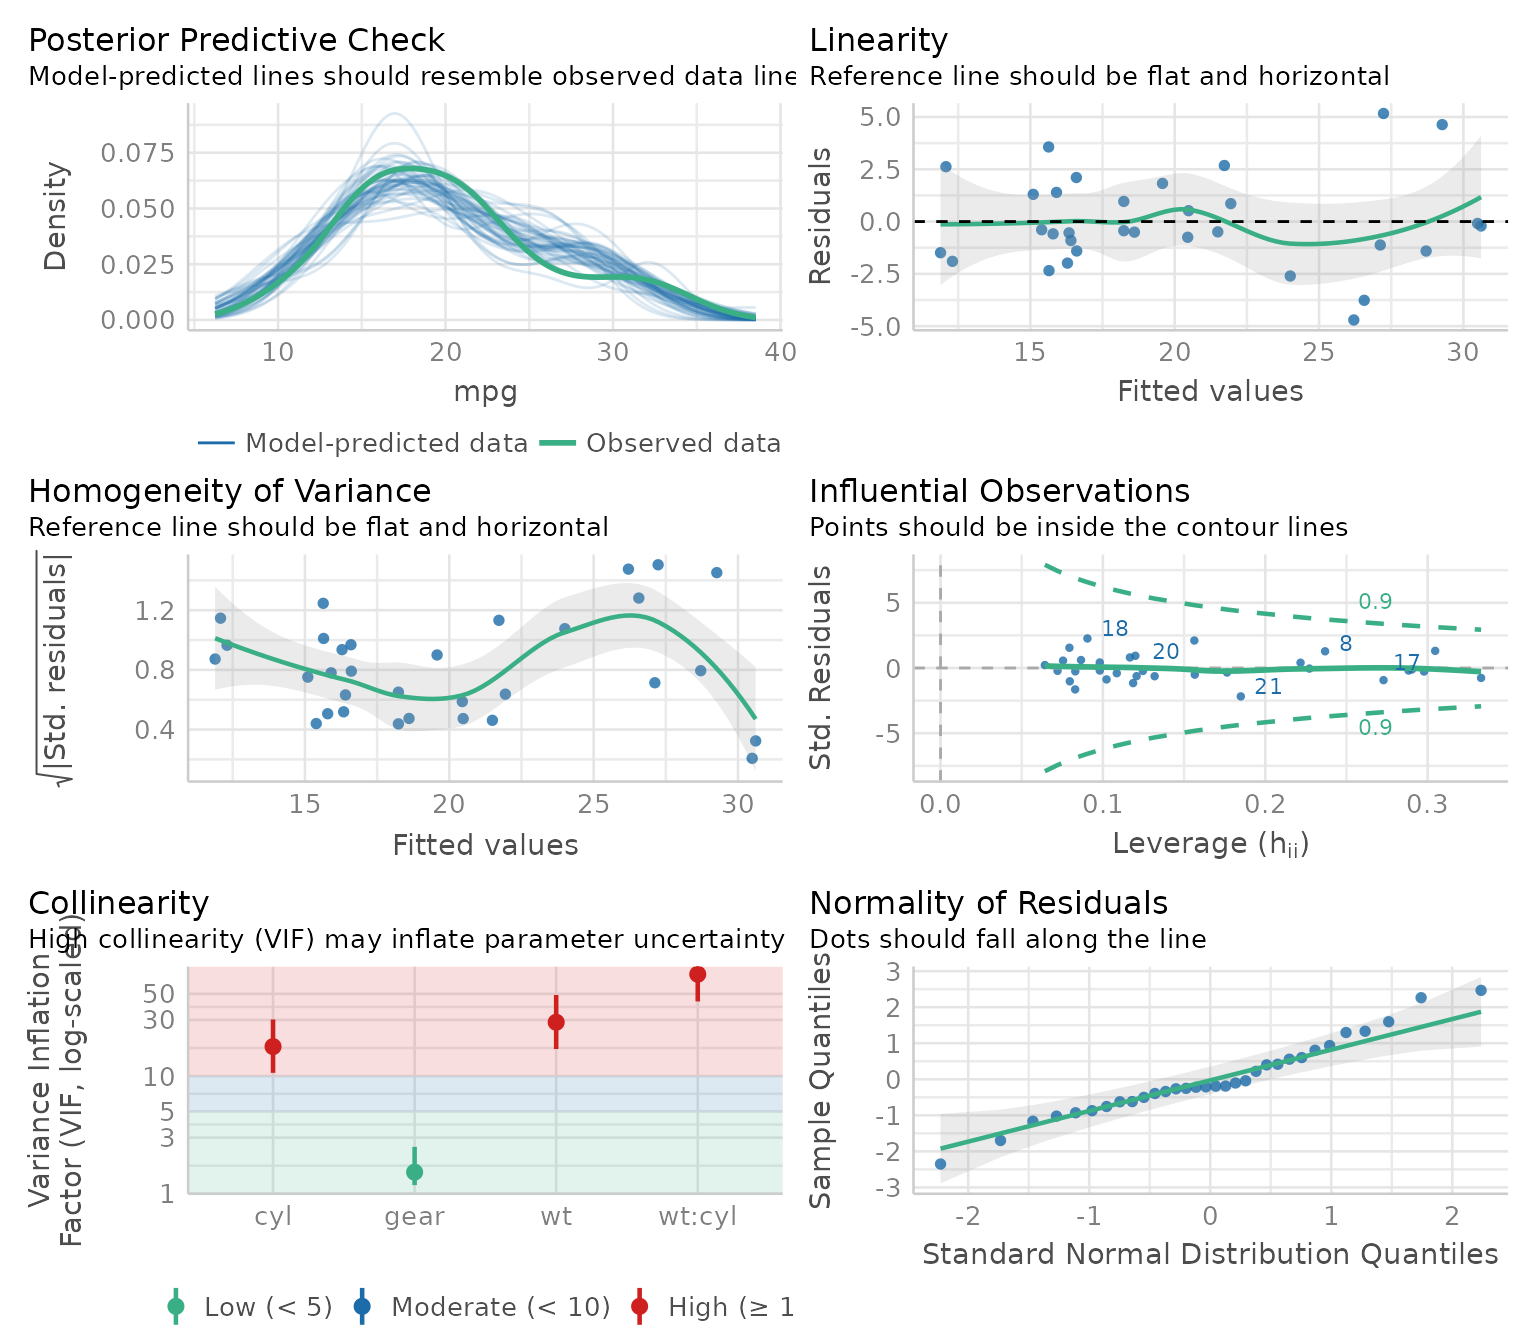 Posterior Predictive Check
Model-predicted lines should resemble observed data line
Density
0.075
0.050
0.025
0.000
10 20 30 40
mpg
Model-predicted data Observed data
Linearity
Reference line should be flat and horizontal
Residuals
5.0
2.5
0.0
-2.5
-5.0
15 20 25 30
Fitted values
Homogeneity of Variance
Reference line should be flat and horizontal
√|Std. residuals|
1.2
0.8
0.4
15 20 25 30
Fitted values
Influential Observations
Points should be inside the contour lines
Std. Residuals
5
0
-5
0.9
18
20
8
17
21
0.9
0.0 0.1 0.2 0.3
Leverage (hii)
Collinearity
High collinearity (VIF) may inflate parameter uncertainty
Variance Inflation
Factor (VIF, log-scaled)
50
30
10
5
3
1
cyl gear wt wt:cyl
Low (< 5) Moderate (< 10) High (≥ 1
Normality of Residuals
Dots should fall along the line
Sample Quantiles
3
2
1
0
-1
-2
-3
-2 -1 0 1 2
Standard Normal Distribution Quantiles